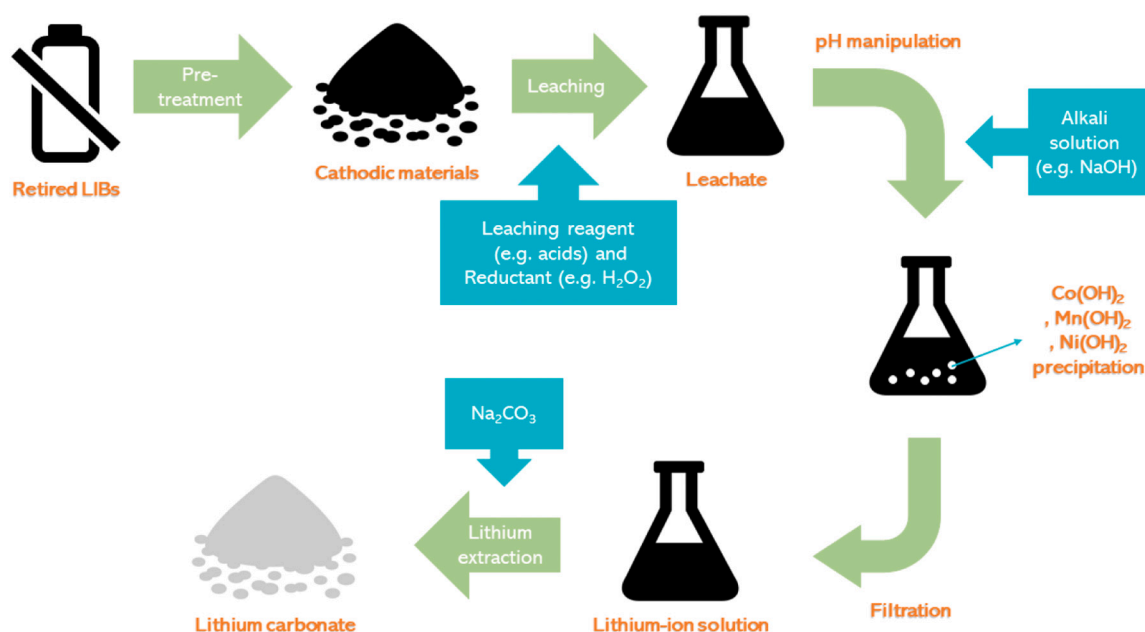 Pre-
treatment
Leaching
pH manipulation
Alkali
solution
(e.g. NaOH)
Retired LIBs
Cathodic materials
Leachate
Leaching reagent
(e.g. acids) and
Reductant (e.g. H₂O₂)
Co(OH)₂
, Mn(OH)₂
, Ni(OH)₂
precipitation
Na₂CO₃
Lithium
extraction
Lithium carbonate
Lithium-ion solution
Filtration